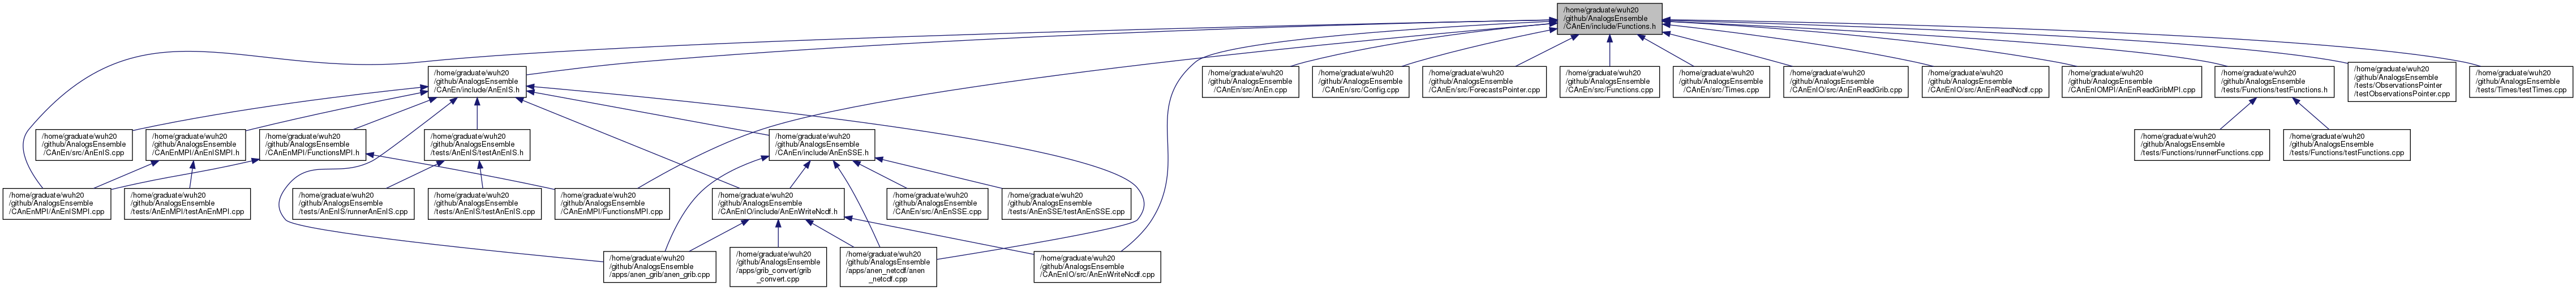 /home/graduate/wuh20
/github/AnalogsEnsemble
/CAnEn/include/Functions.h
/home/graduate/wuh20
/github/AnalogsEnsemble
/CAnEn/include/AnEnIS.h
/home/graduate/wuh20
/github/AnalogsEnsemble
/CAnEn/src/AnEn.cpp
/home/graduate/wuh20
/github/AnalogsEnsemble
/CAnEn/src/Config.cpp
/home/graduate/wuh20
/github/AnalogsEnsemble
/CAnEn/src/ForecastsPointer.cpp
/home/graduate/wuh20
/github/AnalogsEnsemble
/CAnEn/src/Functions.cpp
/home/graduate/wuh20
/github/AnalogsEnsemble
/CAnEn/src/Times.cpp
/home/graduate/wuh20
/github/AnalogsEnsemble
/CAnEnIO/src/AnEnReadGrib.cpp
/home/graduate/wuh20
/github/AnalogsEnsemble
/CAnEnIO/src/AnEnReadNcdf.cpp
/home/graduate/wuh20
/github/AnalogsEnsemble
/CAnEnIOMPI/AnEnReadGribMPI.cpp
/home/graduate/wuh20
/github/AnalogsEnsemble
/tests/Functions/testFunctions.h
/home/graduate/wuh20
/github/AnalogsEnsemble
/tests/ObservationsPointer
/testObservationsPointer.cpp
/home/graduate/wuh20
/github/AnalogsEnsemble
/tests/Times/testTimes.cpp
/home/graduate/wuh20
/github/AnalogsEnsemble
/CAnEn/src/AnEnIS.cpp
/home/graduate/wuh20
/github/AnalogsEnsemble
/CAnEnMPI/AnEnISMPI.h
/home/graduate/wuh20
/github/AnalogsEnsemble
/CAnEnMPI/FunctionsMPI.h
/home/graduate/wuh20
/github/AnalogsEnsemble
/tests/AnEnIS/testAnEnIS.h
/home/graduate/wuh20
/github/AnalogsEnsemble
/CAnEn/include/AnEnSSE.h
/home/graduate/wuh20
/github/AnalogsEnsemble
/tests/Functions/runnerFunctions.cpp
/home/graduate/wuh20
/github/AnalogsEnsemble
/tests/Functions/testFunctions.cpp
/home/graduate/wuh20
/github/AnalogsEnsemble
/CAnEnMPI/AnEnISMPI.cpp
/home/graduate/wuh20
/github/AnalogsEnsemble
/tests/AnEnMPI/testAnEnMPI.cpp
/home/graduate/wuh20
/github/AnalogsEnsemble
/tests/AnEnIS/runnerAnEnIS.cpp
/home/graduate/wuh20
/github/AnalogsEnsemble
/tests/AnEnIS/testAnEnIS.cpp
/home/graduate/wuh20
/github/AnalogsEnsemble
/CAnEnMPI/FunctionsMPI.cpp
/home/graduate/wuh20
/github/AnalogsEnsemble
/CAnEnIO/include/AnEnWriteNcdf.h
/home/graduate/wuh20
/github/AnalogsEnsemble
/CAnEn/src/AnEnSSE.cpp
/home/graduate/wuh20
/github/AnalogsEnsemble
/tests/AnEnSSE/testAnEnSSE.cpp
/home/graduate/wuh20
/github/AnalogsEnsemble
/apps/anen_grib/anen_grib.cpp
/home/graduate/wuh20
/github/AnalogsEnsemble
/apps/grib_convert/grib
_convert.cpp
/home/graduate/wuh20
/github/AnalogsEnsemble
/apps/anen_netcdf/anen
_netcdf.cpp
/home/graduate/wuh20
/github/AnalogsEnsemble
/CAnEnIO/src/AnEnWriteNcdf.cpp